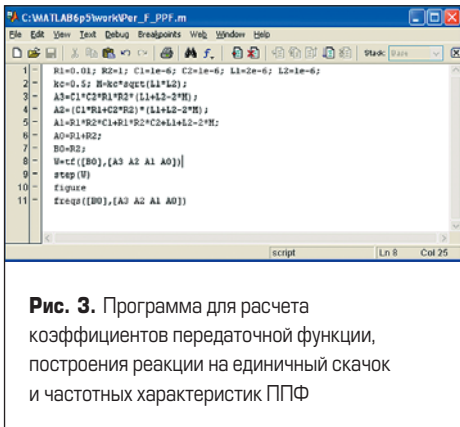 C:\MATLAB6p5\work\Per_F_PPF.m
File Edit View Text Debug Breakpoints Web Window Help
Stack: Base
1 R1=0.01; R2=1; C1=1e-6; C2=1e-6; L1=2e-6; L2=1e-6;
2 kc=0.5; M=kc*sqrt(L1*L2);
3 A3=C1*C2*R1*R2*(L1+L2-2*M);
4 A2=(C1*R1+C2*R2)*(L1+L2-2*M);
5 A1=R1*R2*C1+R1*R2*C2+L1+L2-2*M;
6 A0=R1+R2;
7 B0=R2;
8 W=tf([B0],[A3 A2 A1 A0])
9 step(W)
10 figure
11 freqs([B0],[A3 A2 A1 A0])
script Ln 8 Col 25
Рис. 3. Программа для расчета
коэффициентов передаточной функции,
построения реакции на единичный скачок
и частотных характеристик ППФ